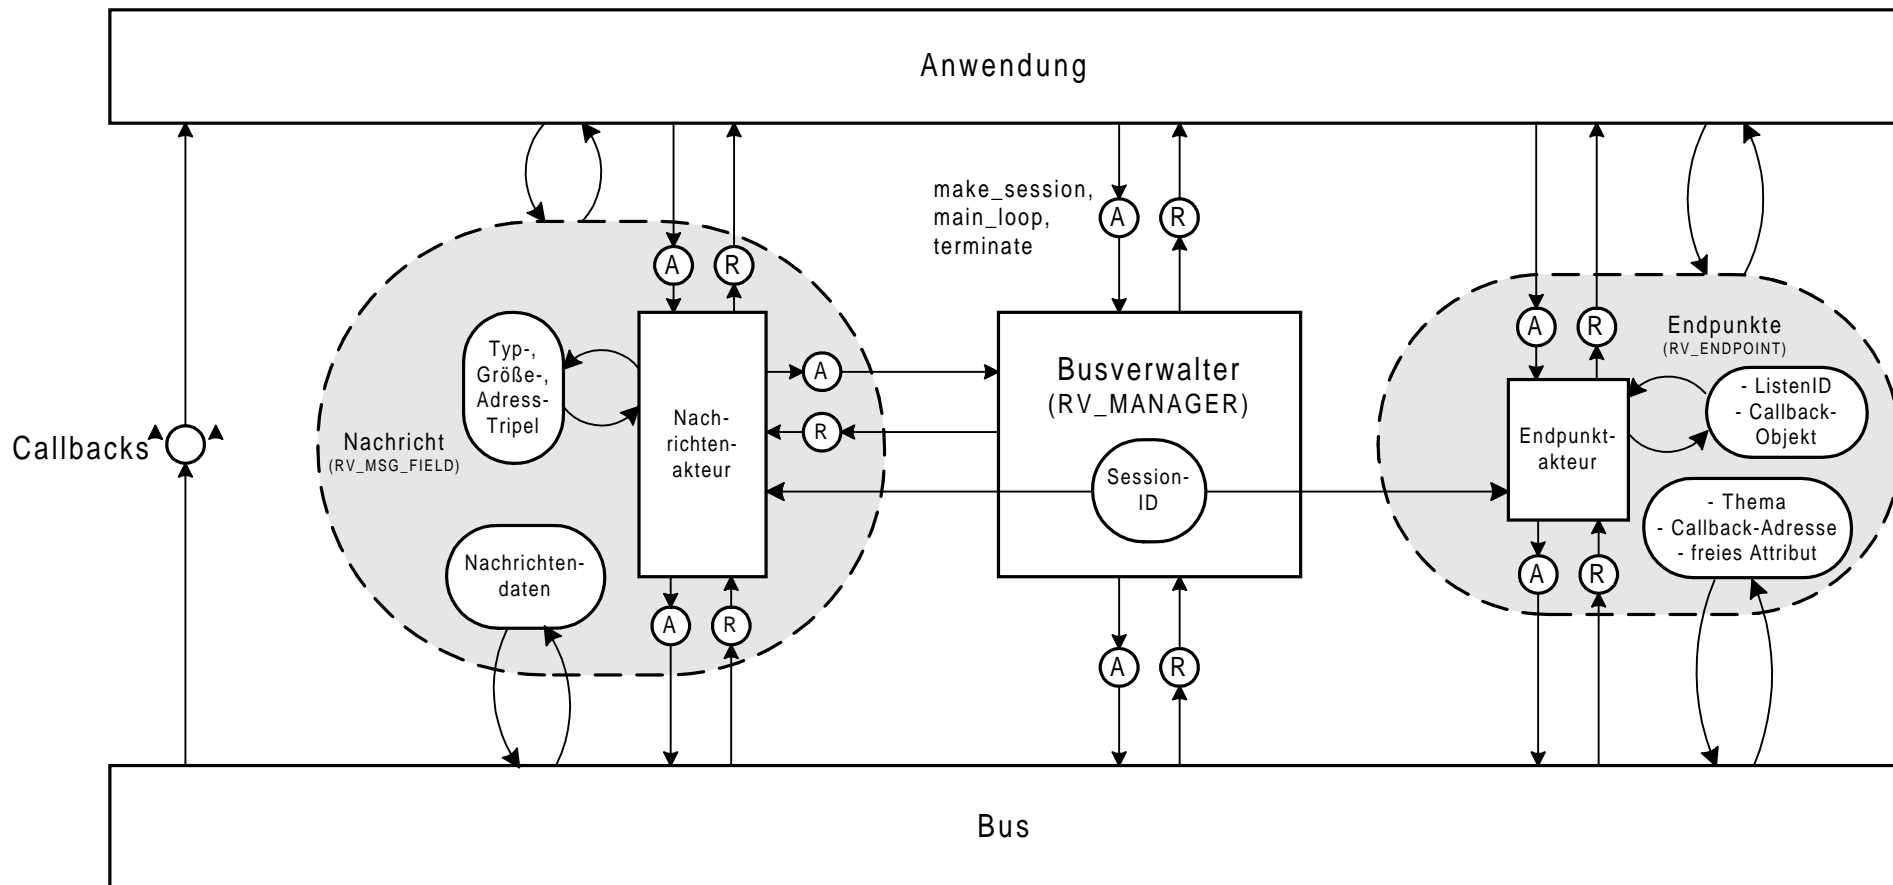 Anwendung
make_session,
main_loop,
terminate
A
R
A
R
A
R
Endpunkte
(RV_ENDPOINT)
Typ-,
Größe-,
Adress-
Tripel
A
R
Busverwalter
(RV_MANAGER)
- ListenID
- Callback-
Objekt
Callbacks
Nachricht
(RV_MSG_FIELD)
Nach-
richten-
akteur
Endpunkt-
akteur
Session-
ID
- Thema
- Callback-Adresse
- freies Attribut
Nachrichten-
daten
A
R
A
R
A
R
Bus